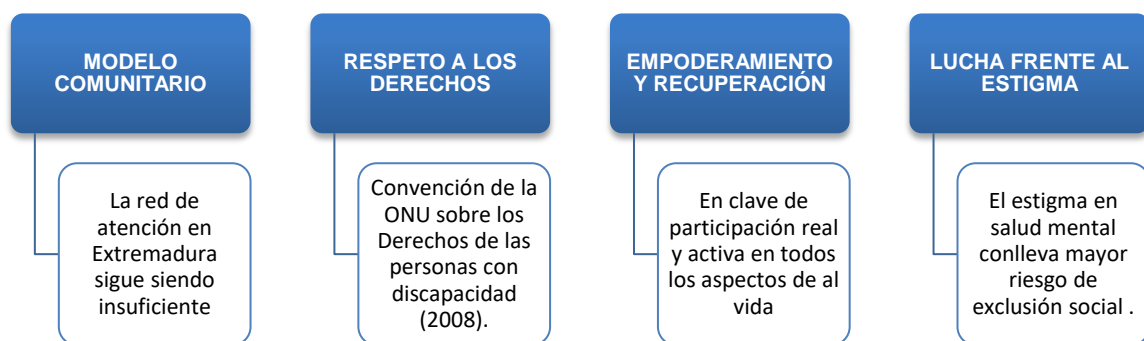 MODELO
COMUNITARIO
La red de
atención en
Extremadura
sigue siendo
insuficiente
RESPETO A LOS
DERECHOS
Convención de la
ONU sobre los
Derechos de las
personas con
discapacidad
(2008).
EMPODERAMIENTO
Y RECUPERACIÓN
En clave de
participación real
y activa en todos
los aspectos de al
vida
LUCHA FRENTE AL
ESTIGMA
El estigma en
salud mental
conlleva mayor
riesgo de
exclusión social .